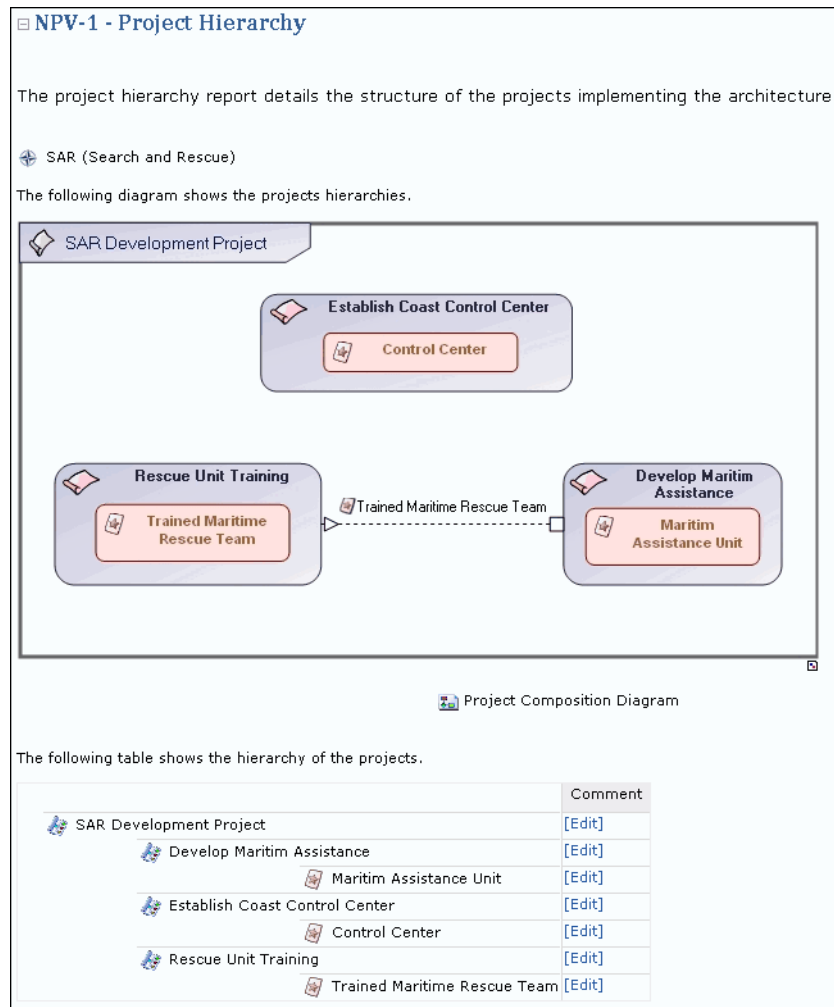 NPV-1 - Project Hierarchy
The project hierarchy report details the structure of the projects implementing the architecture
SAR (Search and Rescue)
The following diagram shows the projects hierarchies.
SAR Development Project
Establish Coast Control Center
Control Center
Rescue Unit Training
Trained Maritime
Rescue Team
Trained Maritime Rescue Team
Develop Maritim
Assistance
Maritim
Assistance Unit
Project Composition Diagram
The following table shows the hierarchy of the projects.
Comment
SAR Development Project [Edit]
Develop Maritim Assistance [Edit]
Maritim Assistance Unit [Edit]
Establish Coast Control Center [Edit]
Control Center [Edit]
Rescue Unit Training [Edit]
Trained Maritime Rescue Team [Edit]